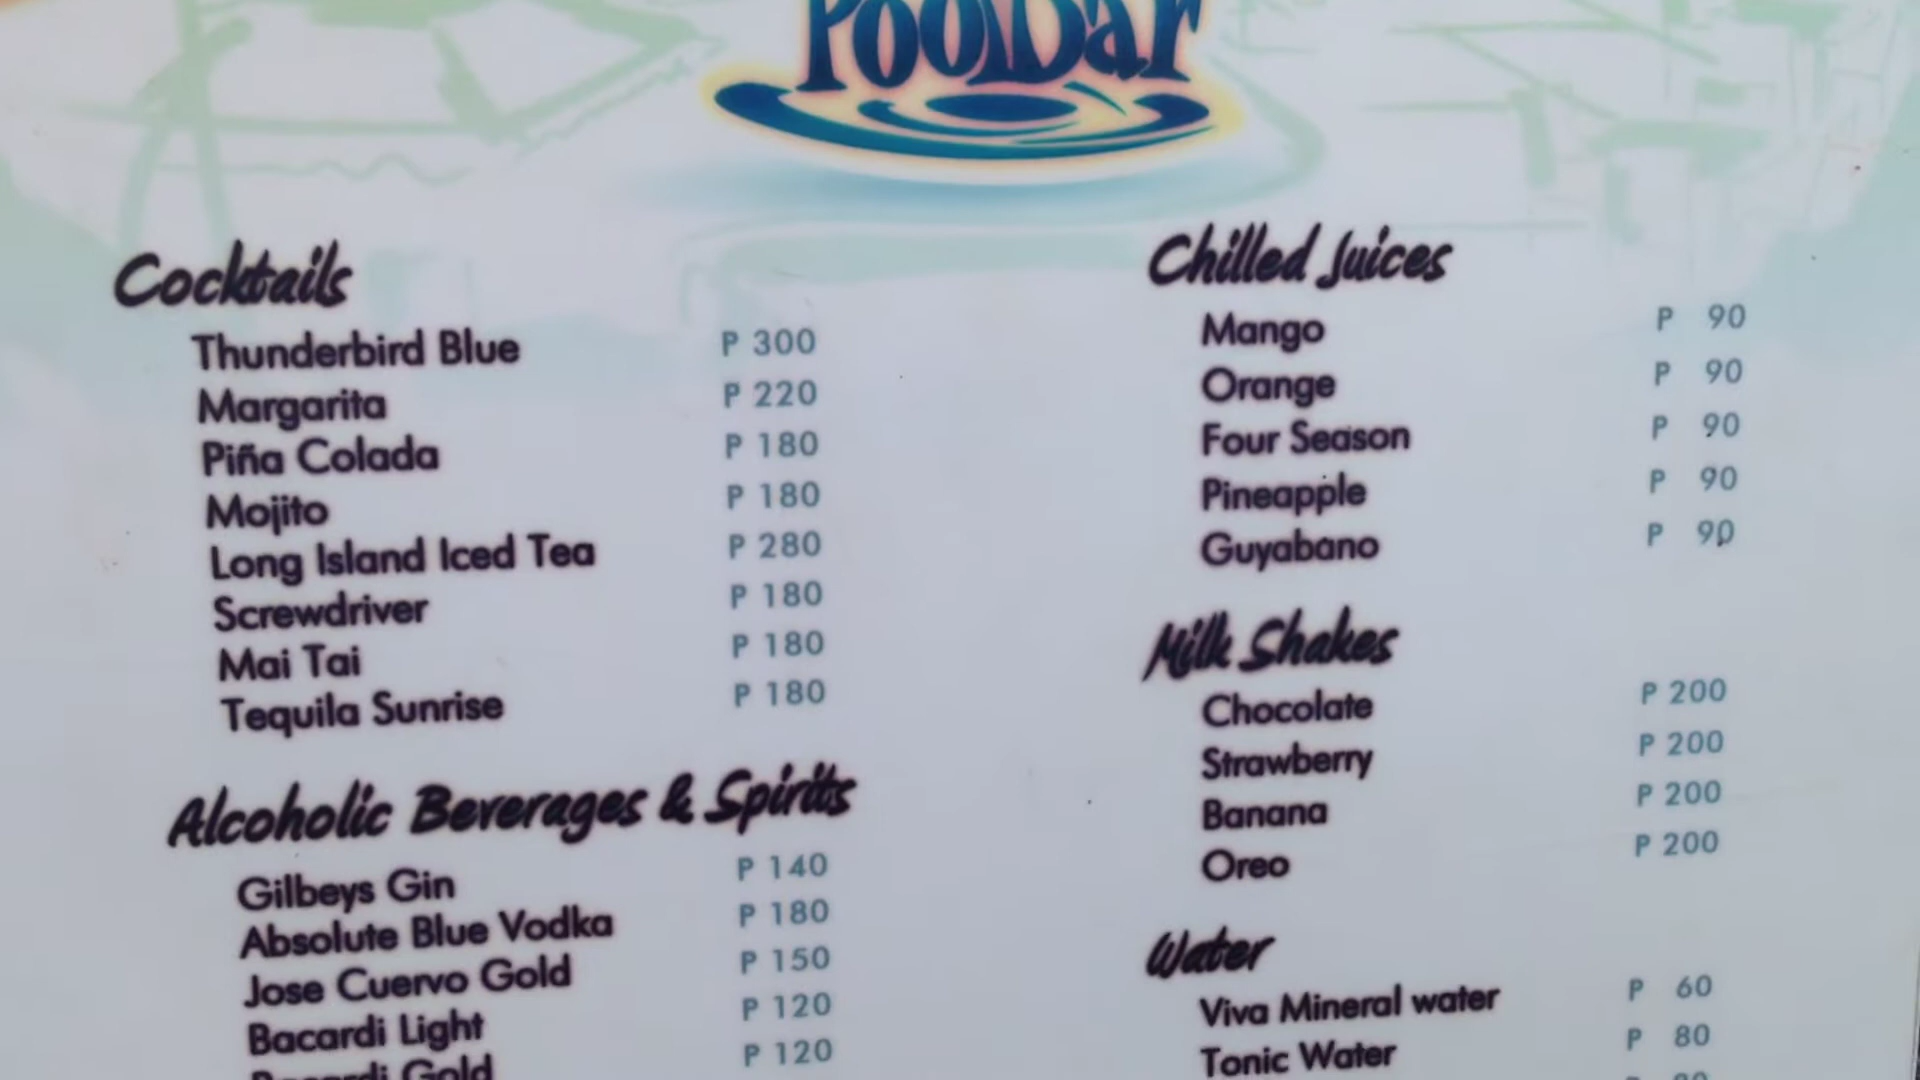 PoolBar
Cocktails
Thunderbird Blue P 300
Margarita P 220
Piña Colada P 180
Mojito P 180
Long Island Iced Tea P 280
Screwdriver P 180
Mai Tai P 180
Tequila Sunrise P 180
Alcoholic Beverages & Spirits
Gilbeys Gin P 140
Absolute Blue Vodka P 180
Jose Cuervo Gold P 150
Bacardi Light P 120
Bacardi Gold P 120
Chilled Juices
Mango P 90
Orange P 90
Four Season P 90
Pineapple P 90
Guyabano P 90
Milk Shakes
Chocolate P 200
Strawberry P 200
Banana P 200
Oreo P 200
Water
Viva Mineral water P 60
Tonic Water P 80